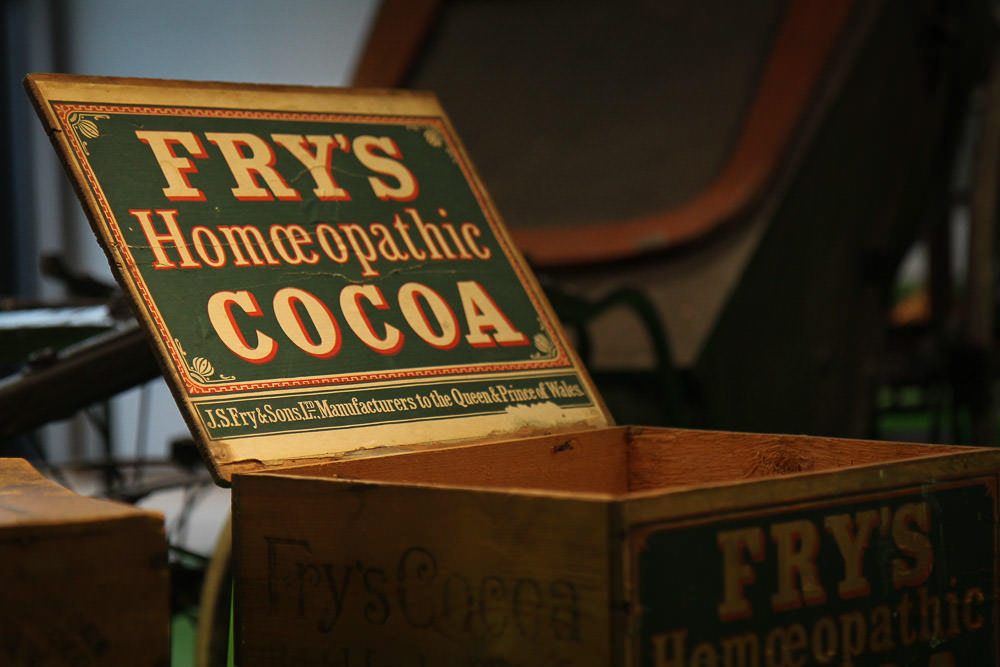 FRY'S
Homœopathic
COCOA
J.S.Fry & Sons, LTD. Manufacturers to the Queen & Prince of Wales.
Fry's Cocoa
FRY'S
Homœopathic